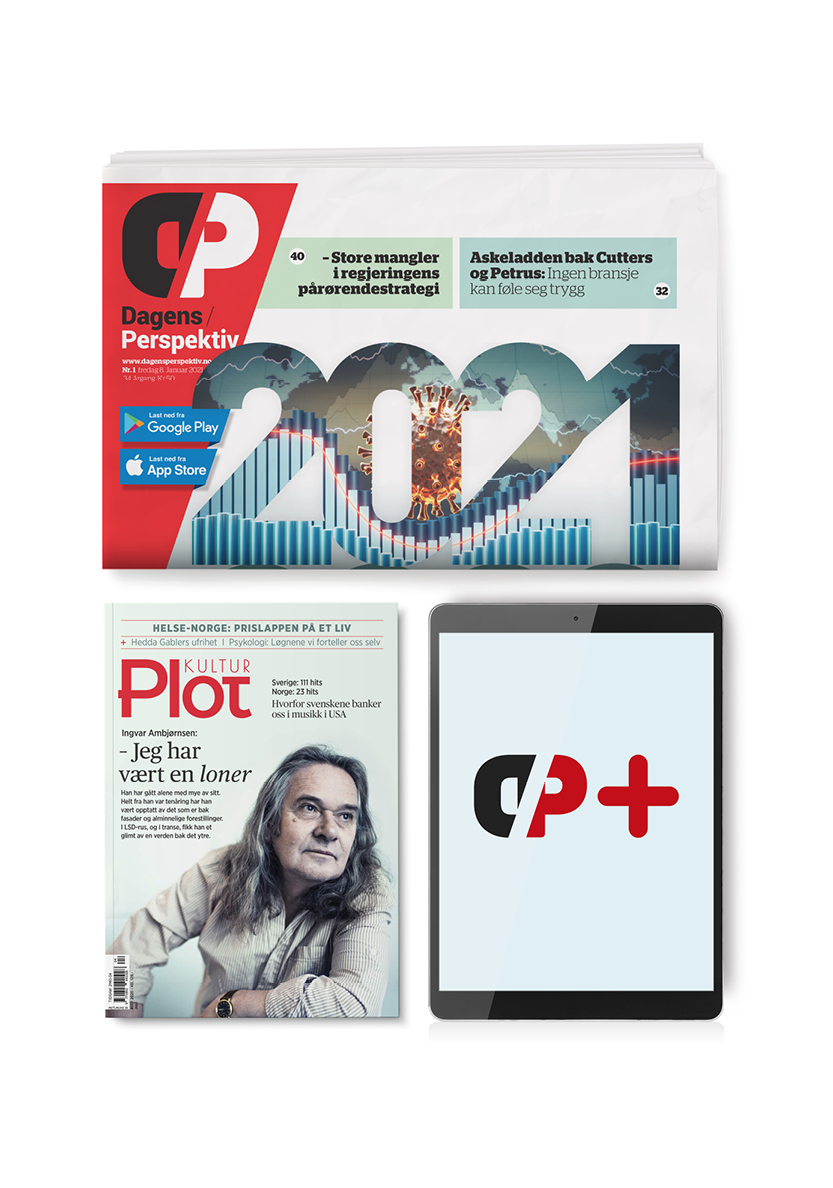 DP
Dagens/
Perspektiv
www.dagensperspektiv.no
Nr.1 fredag 8. Januar 2021
40
– Store mangler
i regjeringens
pårørendestrategi
Askeladden bak Cutters
og Petrus: Ingen bransje
kan føle seg trygg
32
2021
Last ned fra
Google Play
Last ned fra
App Store
HELSE-NORGE: PRISLAPPEN PÅ ET LIV
+ Hedda Gablers ufrihet | Psykologi: Løgnene vi forteller oss selv
KULTUR
Plot
Sverige: 111 hits
Norge: 23 hits
Hvorfor svenskene banker
oss i musikk i USA
Ingvar Ambjørnsen:
– Jeg har
vært en loner
Han har gått alene med mye av sitt.
Helt fra han var tenåring har han
vært opptatt av det som er bak
fasader og alminnelige forestillinger.
I LSD-rus, og i transe, fikk han et
glimt av en verden bak det ytre.
DP+